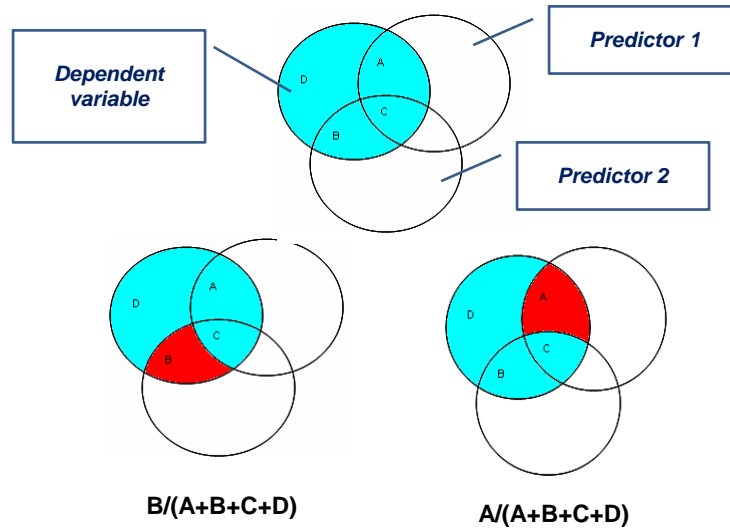 Dependent
variable
Predictor 1
Predictor 2
D
A
C
B
D
A
C
B
D
A
C
B
B/(A+B+C+D)
A/(A+B+C+D)